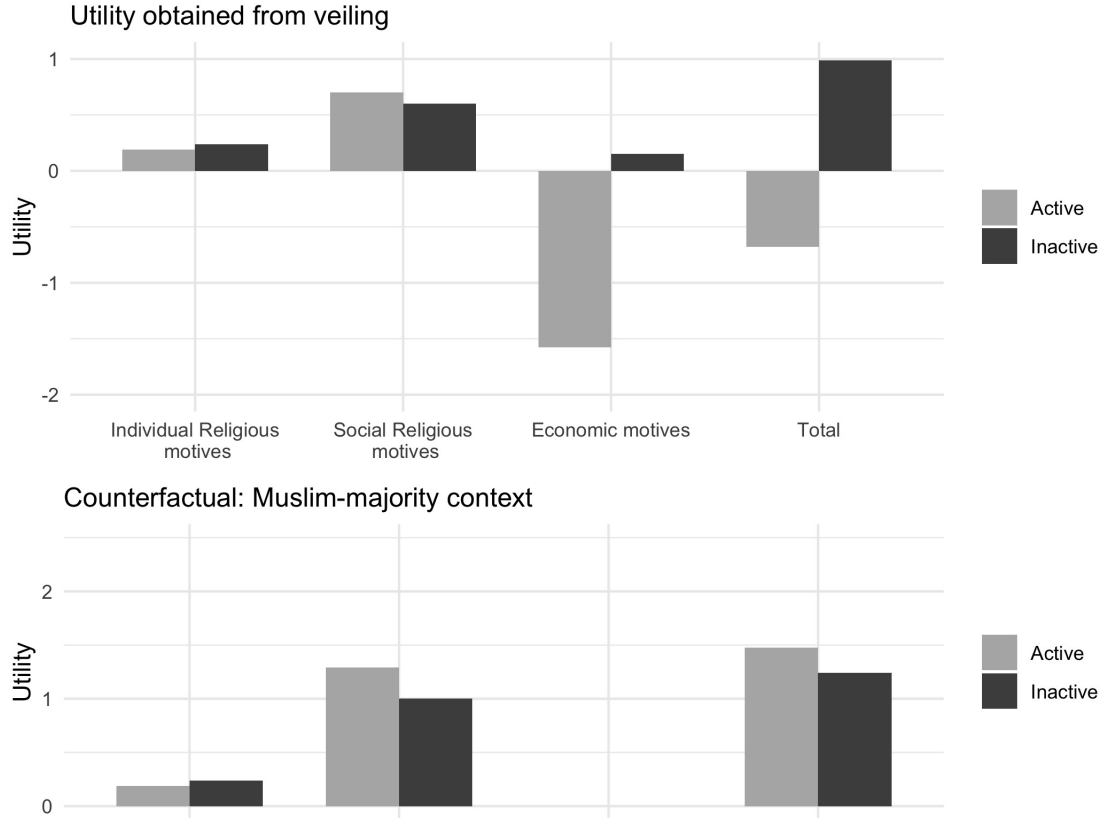 Utility obtained from veiling
1
0
-1
-2
Utility
Individual Religious
motives
Social Religious
motives
Economic motives
Total
Active
Inactive
Counterfactual: Muslim-majority context
2
1
0
Utility
Active
Inactive